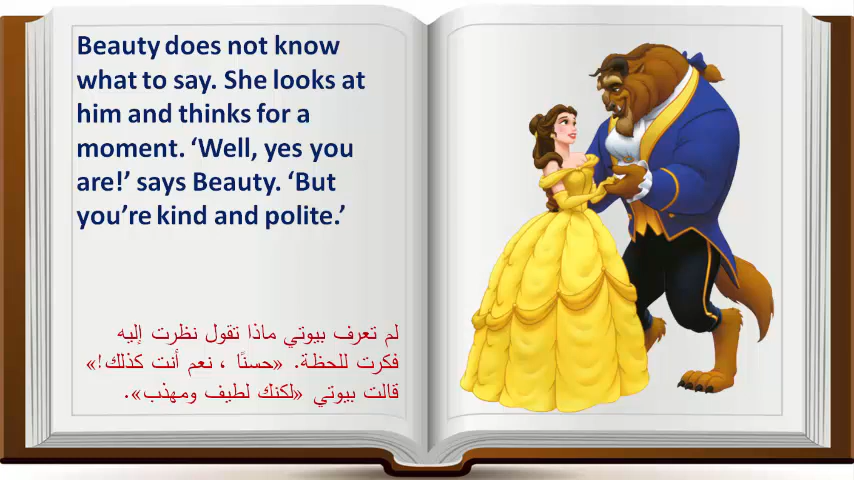 Beauty does not know
what to say. She looks at
him and thinks for a
moment. ‘Well, yes you
are!’ says Beauty. ‘But
you’re kind and polite.’
لم تعرف بيوتي ماذا تقول نظرت إليه
فكرت للحظة. «حسنًا ، نعم أنت كذلك!»
قالت بيوتي «لكنك لطيف ومهذب».